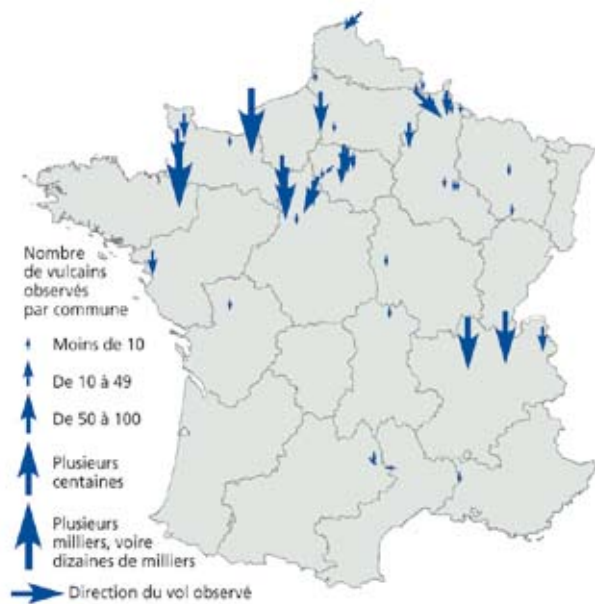 Nombre
de vulcains
observés
par commune
Moins de 10
De 10 à 49
De 50 à 100
Plusieurs
centaines
Plusieurs
milliers, voire
dizaines de milliers
Direction du vol observé